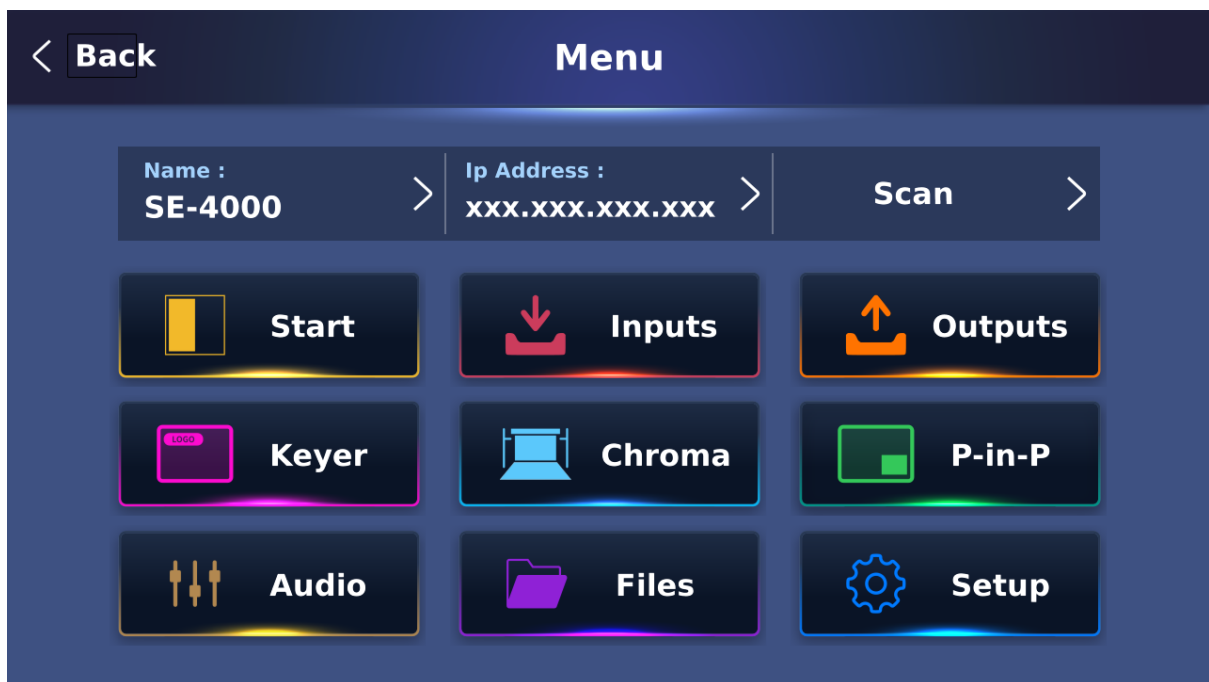 Back
Menu
Name :
SE-4000
Ip Address :
xxx.xxx.xxx.xxx
Scan
Start
Inputs
Outputs
LOGO
Keyer
Chroma
P-in-P
Audio
Files
Setup